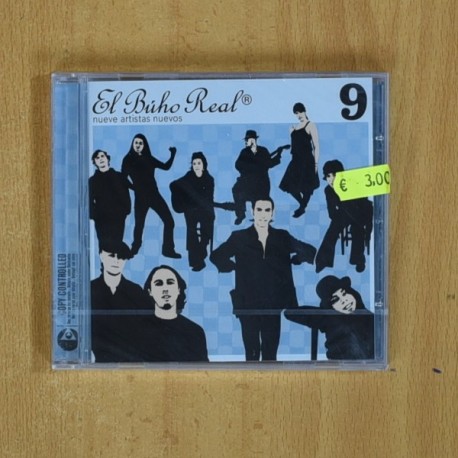 El Búho Real®
nueve artistas nuevos
9
€ 3.00
COPY CONTROLLED